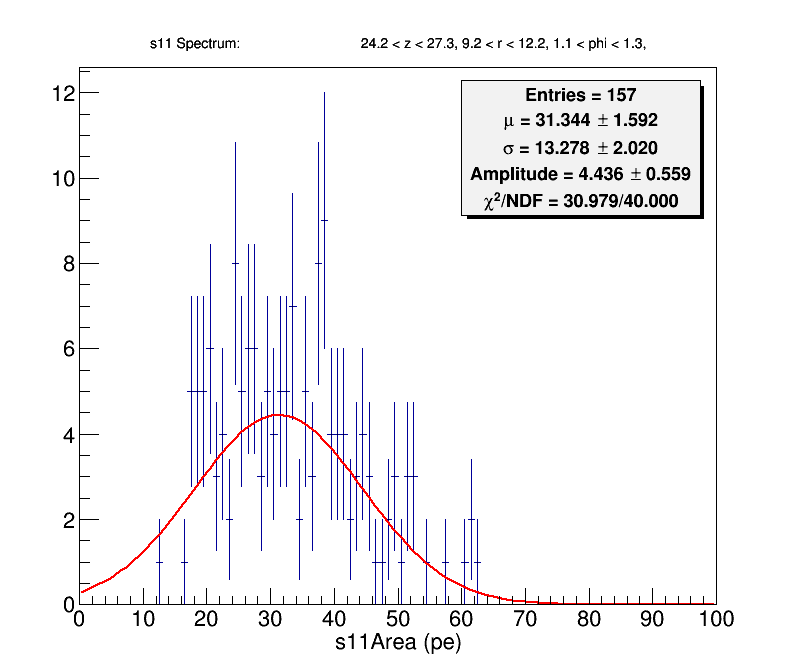 s11 Spectrum: 24.2 < z < 27.3, 9.2 < r < 12.2, 1.1 < phi < 1.3,
Entries = 157
μ = 31.344 ± 1.592
σ = 13.278 ± 2.020
Amplitude = 4.436 ± 0.559
χ²/NDF = 30.979/40.000
12
10
8
6
4
2
0
0 10 20 30 40 50 60 70 80 90 100
s11Area (pe)